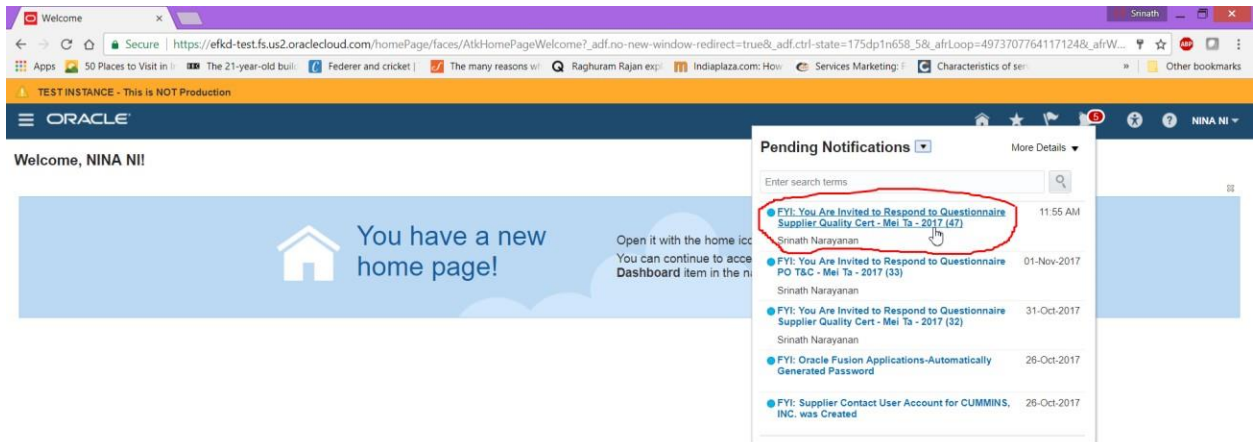 Welcome
Srinath
Secure | https://efkd-test.fs.us2.oraclecloud.com/homePage/faces/AtkHomePageWelcome?_adf.no-new-window-redirect=true&_adf.ctrl-state=175dp1n658_5&_afrLoop=49737077641117124&_afrW...
Apps 50 Places to Visit in I The 21-year-old build Federer and cricket | The many reasons wh Raghuram Rajan expl Indiaplaza.com: How Services Marketing: F Characteristics of ser » Other bookmarks
TEST INSTANCE - This is NOT Production
ORACLE 5 NINA NI
Welcome, NINA NI!
You have a new
home page!
Open it with the home ico
You can continue to acce
Dashboard item in the na
Pending Notifications More Details
Enter search terms
FYI: You Are Invited to Respond to Questionnaire 11:55 AM
Supplier Quality Cert - Mei Ta - 2017 (47)
Srinath Narayanan
FYI: You Are Invited to Respond to Questionnaire 01-Nov-2017
PO T&C - Mei Ta - 2017 (33)
Srinath Narayanan
FYI: You Are Invited to Respond to Questionnaire 31-Oct-2017
Supplier Quality Cert - Mei Ta - 2017 (32)
Srinath Narayanan
FYI: Oracle Fusion Applications-Automatically 26-Oct-2017
Generated Password
FYI: Supplier Contact User Account for CUMMINS, 26-Oct-2017
INC. was Created